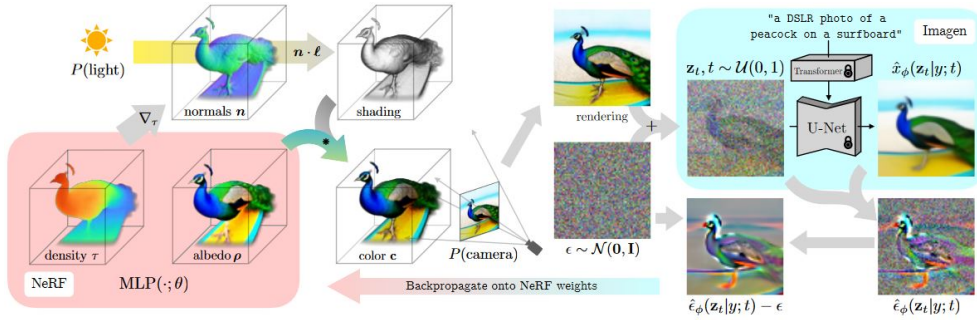 "a DSLR photo of a
peacock on a surfboard"
Imagen
P(light)
n · ℓ
z_t, t ∼ U(0, 1)
Transformer
x̂_ϕ(z_t|y; t)
normals n
shading
rendering
+
U-Net
∇_τ
*
density τ
albedo ρ
color c
P(camera)
ϵ ∼ N(0, I)
NeRF
MLP(·; θ)
Backpropagate onto NeRF weights
ϵ̂_ϕ(z_t|y; t) − ϵ
ϵ̂_ϕ(z_t|y; t)